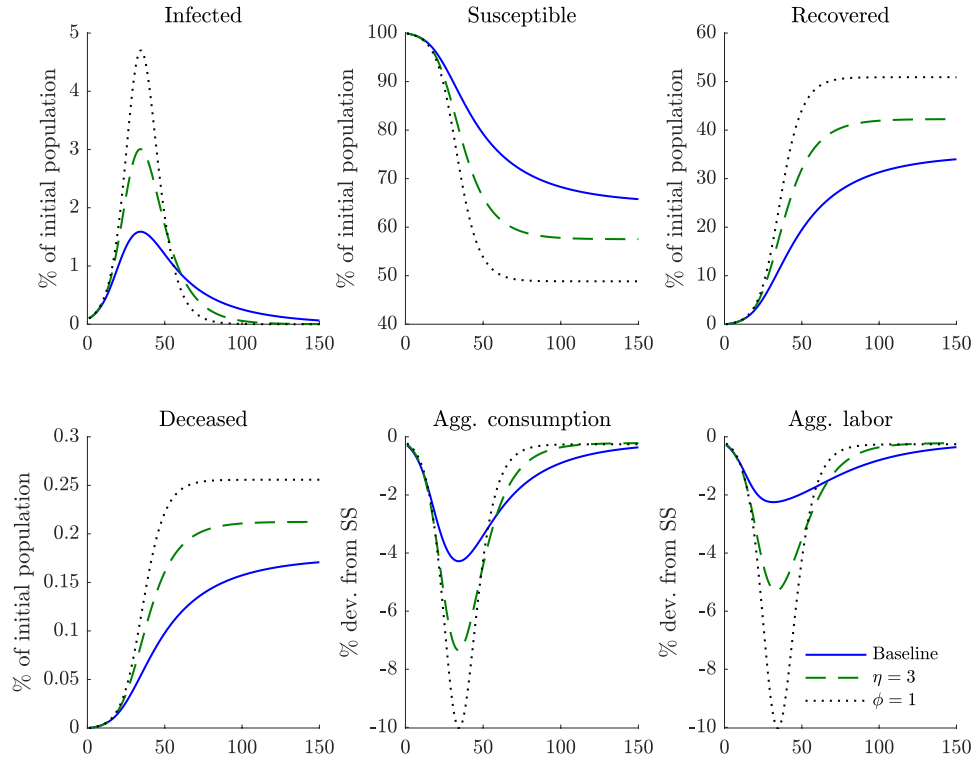 Infected
% of initial population
5
4
3
2
1
0
0 50 100 150
Susceptible
% of initial population
100
90
80
70
60
50
40
0 50 100 150
Recovered
% of initial population
60
50
40
30
20
10
0
0 50 100 150
Deceased
% of initial population
0.3
0.25
0.2
0.15
0.1
0.05
0
0 50 100 150
Agg. consumption
% dev. from SS
0
-2
-4
-6
-8
-10
0 50 100 150
Agg. labor
% dev. from SS
0
-2
-4
-6
-8
-10
0 50 100 150
Baseline
η = 3
ϕ = 1